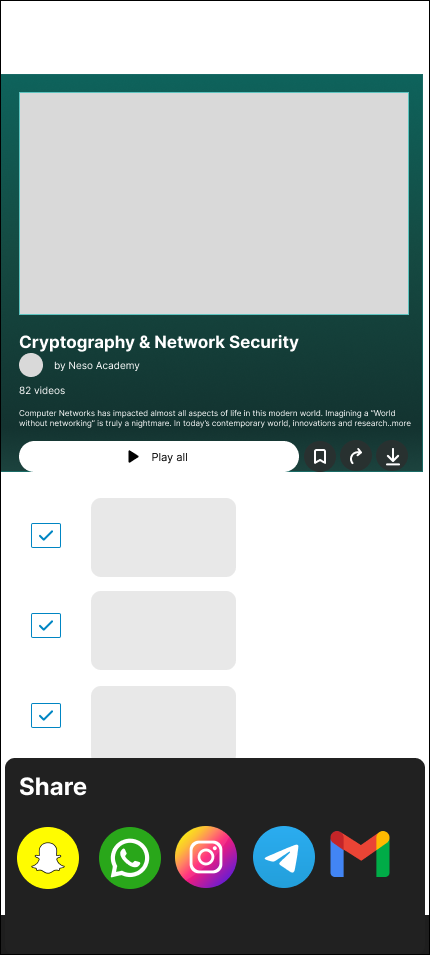 Cryptography & Network Security
by Neso Academy
82 videos
Computer Networks has impacted almost all aspects of life in this modern world. Imagining a “World
without networking” is truly a nightmare. In today’s contemporary world, innovations and research..more
Play all
Share